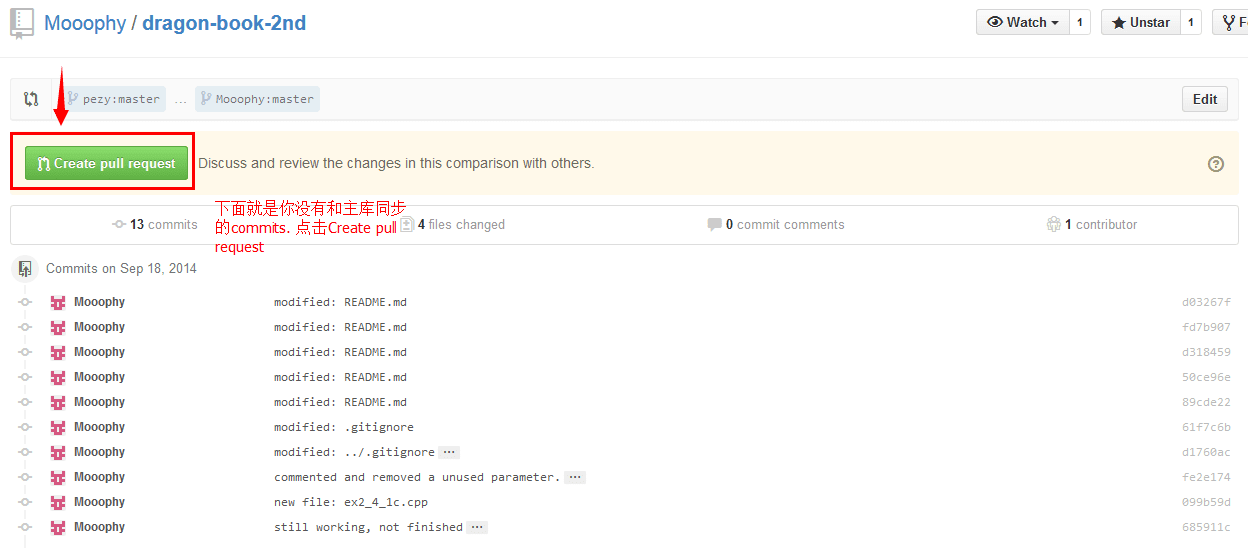 Mooophy / dragon-book-2nd
Watch 1 Unstar 1 F
pezy:master ... Mooophy:master Edit
Create pull request Discuss and review the changes in this comparison with others.
下面就是你没有和主库同步
的commits. 点击Create pull
request
13 commits 4 files changed 0 commit comments 1 contributor
Commits on Sep 18, 2014
Mooophy modified: README.md d03267f
Mooophy modified: README.md fd7b907
Mooophy modified: README.md d318459
Mooophy modified: README.md 50ce96e
Mooophy modified: README.md 89cde22
Mooophy modified: .gitignore 61f7c6b
Mooophy modified: ../.gitignore ... d1760ac
Mooophy commented and removed a unused parameter. ... fe2e174
Mooophy new file: ex2_4_1c.cpp 099b59d
Mooophy still working, not finished ... 685911c